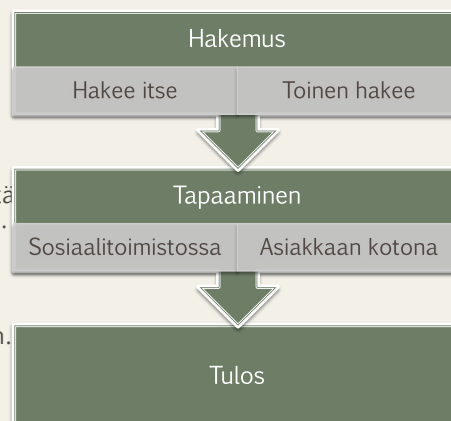 Hakemus
Hakee itse Toinen hakee
Tapaaminen
Sosiaalitoimistossa Asiakkaan kotona
Tulos